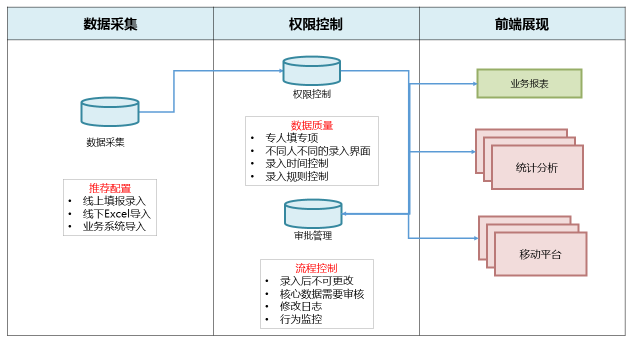 数据采集
权限控制
前端展现
数据采集
推荐配置
• 线上填报录入
• 线下Excel导入
• 业务系统导入
权限控制
数据质量
• 专人填专项
• 不同人不同的录入界面
• 录入时间控制
• 录入规则控制
审批管理
流程控制
• 录入后不可更改
• 核心数据需要审核
• 修改日志
• 行为监控
业务报表
统计分析
移动平台